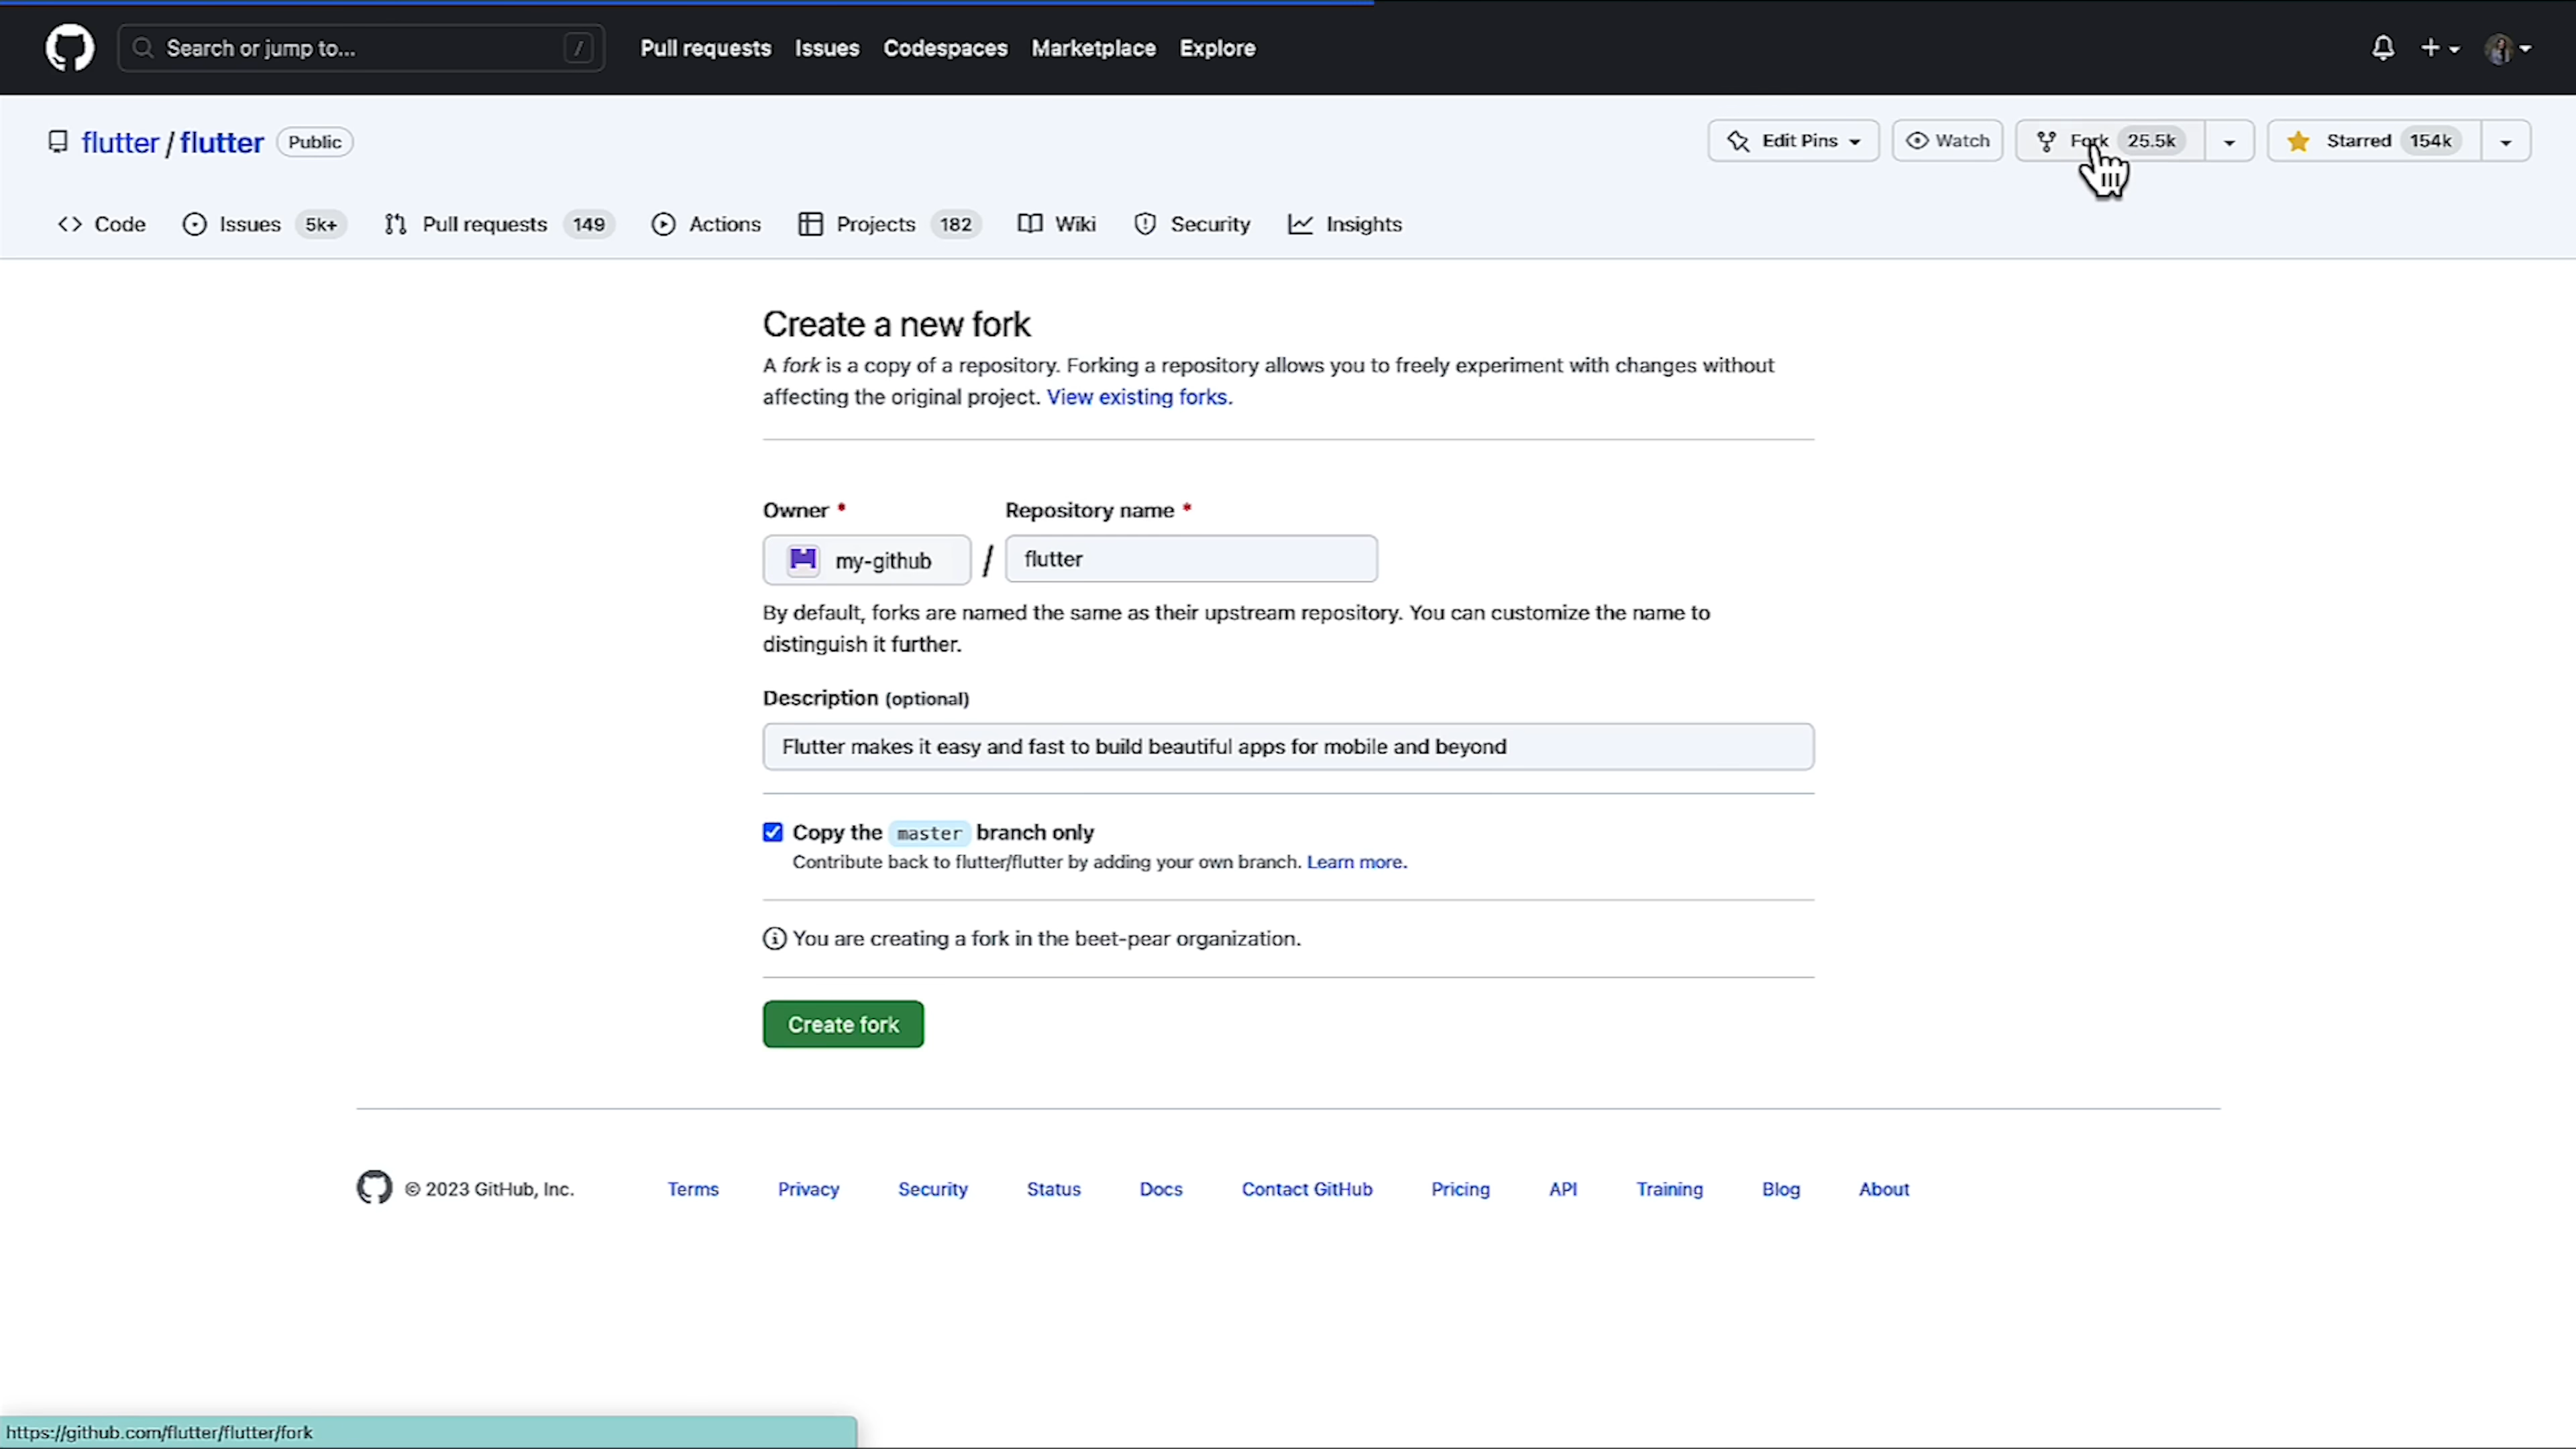 Search or jump to... / Pull requests Issues Codespaces Marketplace Explore
flutter / flutter Public Edit Pins Watch Fork 25.5k Starred 154k
Code Issues 5k+ Pull requests 149 Actions Projects 182 Wiki Security Insights
Create a new fork
A fork is a copy of a repository. Forking a repository allows you to freely experiment with changes without
affecting the original project. View existing forks.
Owner * Repository name *
my-github / flutter
By default, forks are named the same as their upstream repository. You can customize the name to
distinguish it further.
Description (optional)
Flutter makes it easy and fast to build beautiful apps for mobile and beyond
Copy the master branch only
Contribute back to flutter/flutter by adding your own branch. Learn more.
You are creating a fork in the beet-pear organization.
Create fork
© 2023 GitHub, Inc. Terms Privacy Security Status Docs Contact GitHub Pricing API Training Blog About
https://github.com/flutter/flutter/fork